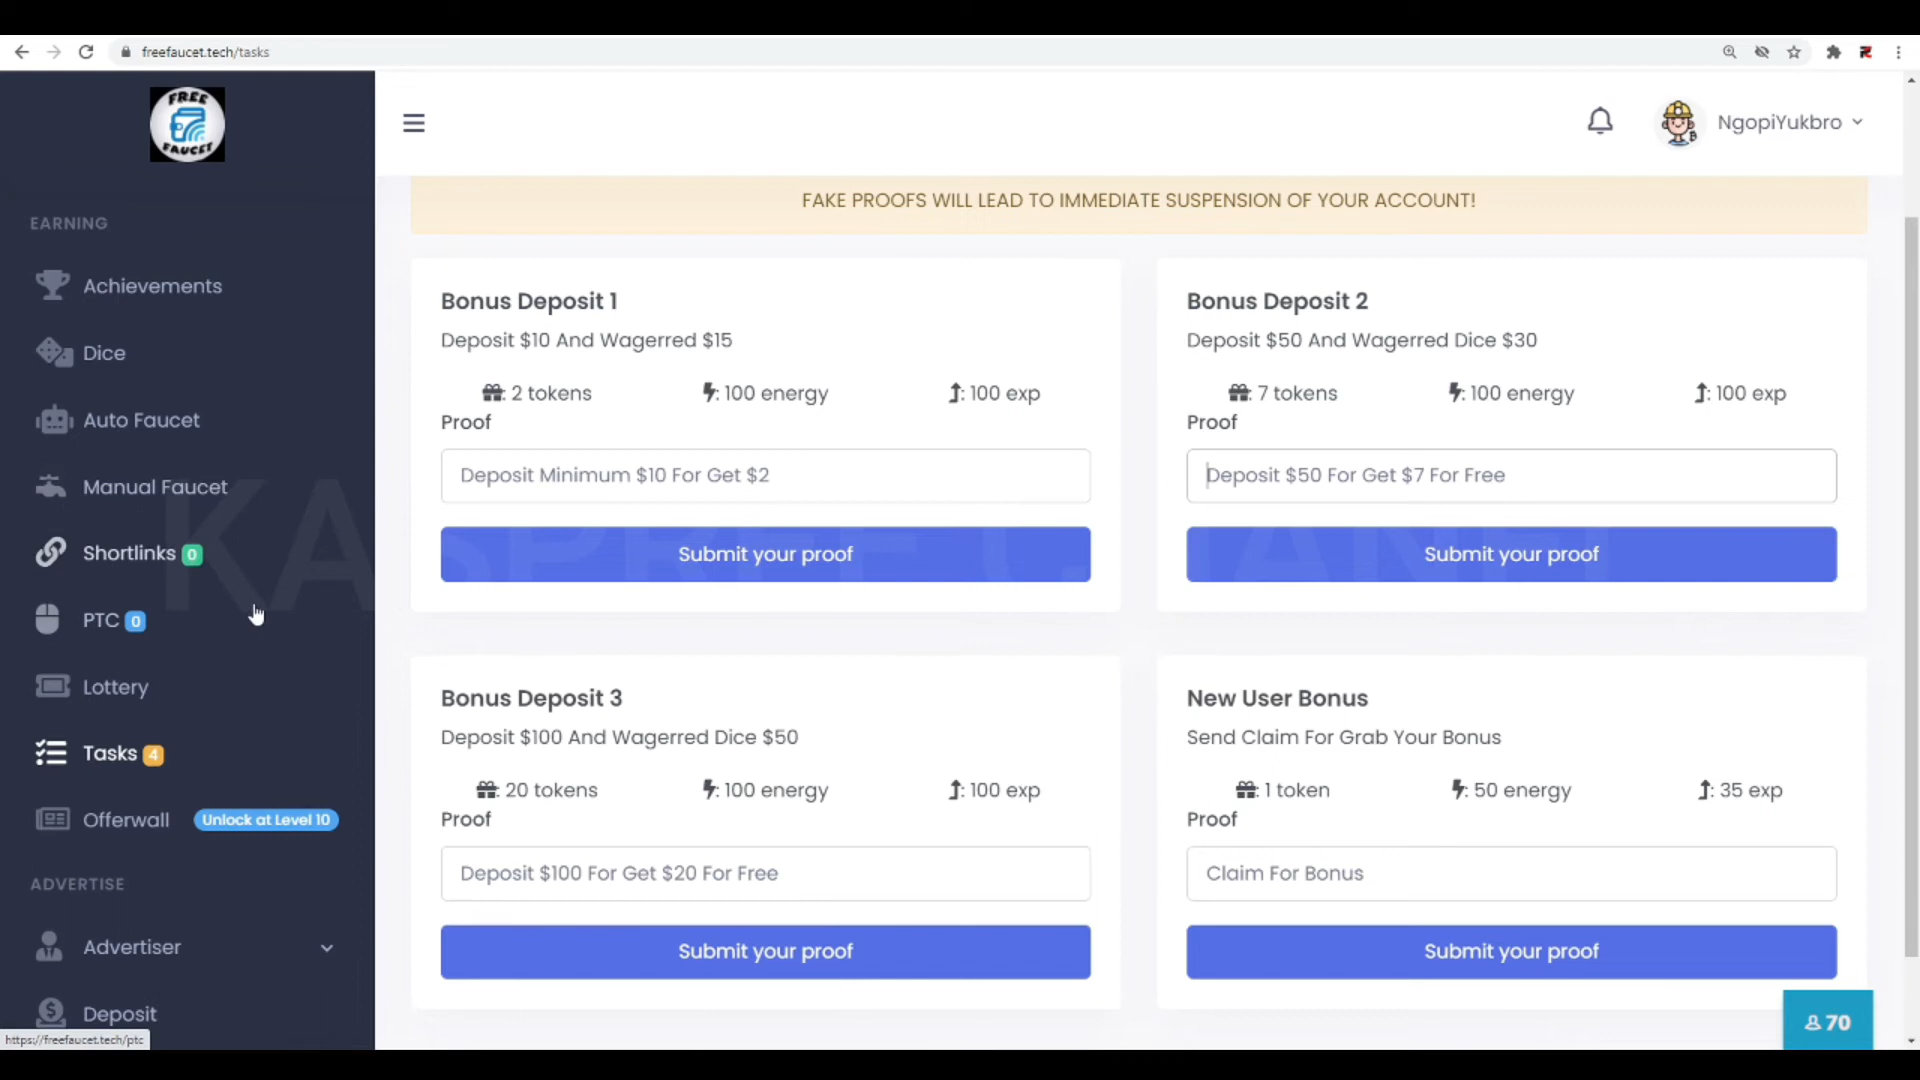 freefaucet.tech/tasks
FREE
FAUCET
NgopiYukbro
EARNING
Achievements
Dice
Auto Faucet
Manual Faucet
Shortlinks 0
PTC 0
Lottery
Tasks 4
Offerwall Unlock at Level 10
ADVERTISE
Advertiser
Deposit
https://freefaucet.tech/ptc
FAKE PROOFS WILL LEAD TO IMMEDIATE SUSPENSION OF YOUR ACCOUNT!
Bonus Deposit 1
Deposit $10 And Wagerred $15
: 2 tokens : 100 energy : 100 exp
Proof
Deposit Minimum $10 For Get $2
Submit your proof
Bonus Deposit 2
Deposit $50 And Wagerred Dice $30
: 7 tokens : 100 energy : 100 exp
Proof
Deposit $50 For Get $7 For Free
Submit your proof
Bonus Deposit 3
Deposit $100 And Wagerred Dice $50
: 20 tokens : 100 energy : 100 exp
Proof
Deposit $100 For Get $20 For Free
Submit your proof
New User Bonus
Send Claim For Grab Your Bonus
: 1 token : 50 energy : 35 exp
Proof
Claim For Bonus
Submit your proof
70